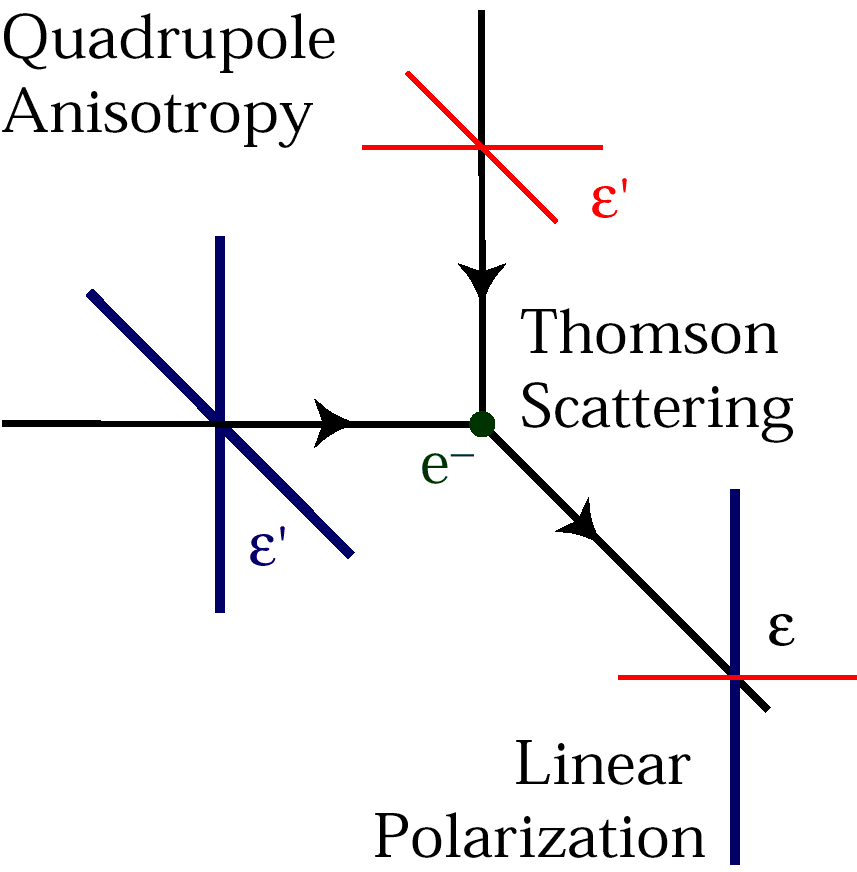 Quadrupole
Anisotropy
ε'
Thomson
Scattering
e⁻
ε'
ε
Linear
Polarization